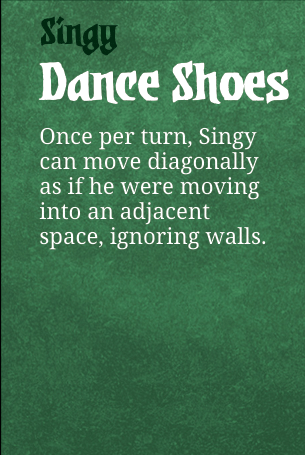 Singy
Dance Shoes
Once per turn, Singy
can move diagonally
as if he were moving
into an adjacent
space, ignoring walls.